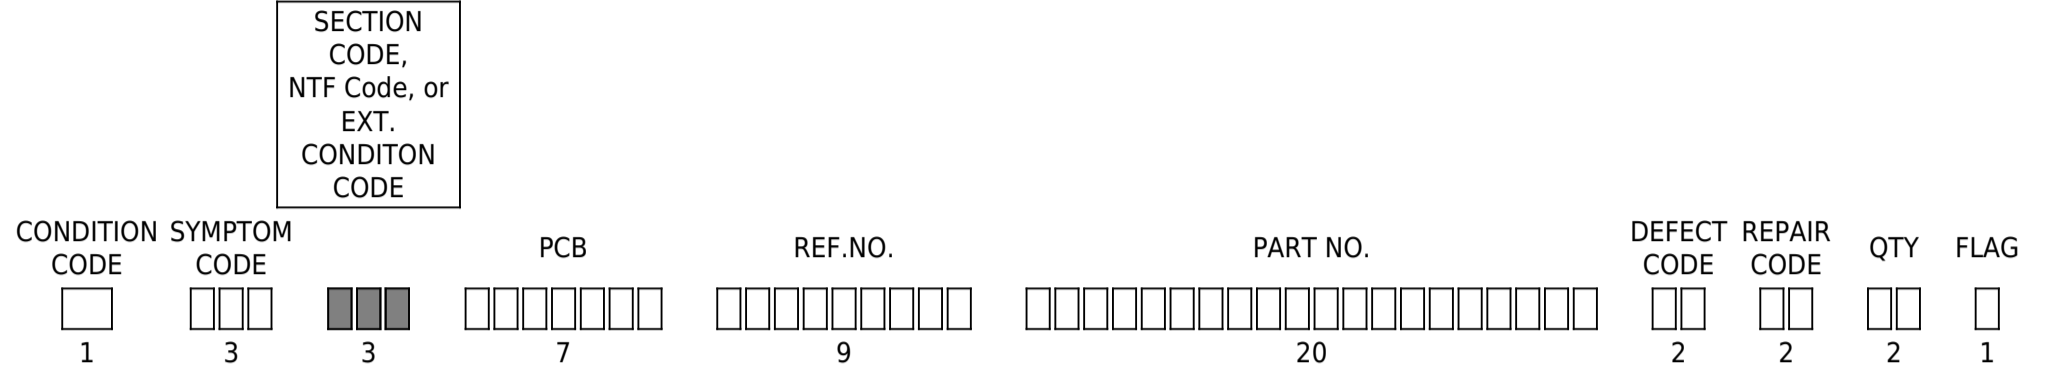 SECTION
CODE,
NTF Code, or
EXT.
CONDITON
CODE
CONDITION
CODE
SYMPTOM
CODE
PCB
REF.NO.
PART NO.
DEFECT
CODE
REPAIR
CODE
QTY
FLAG
1
3
3
7
9
20
2
2
2
1